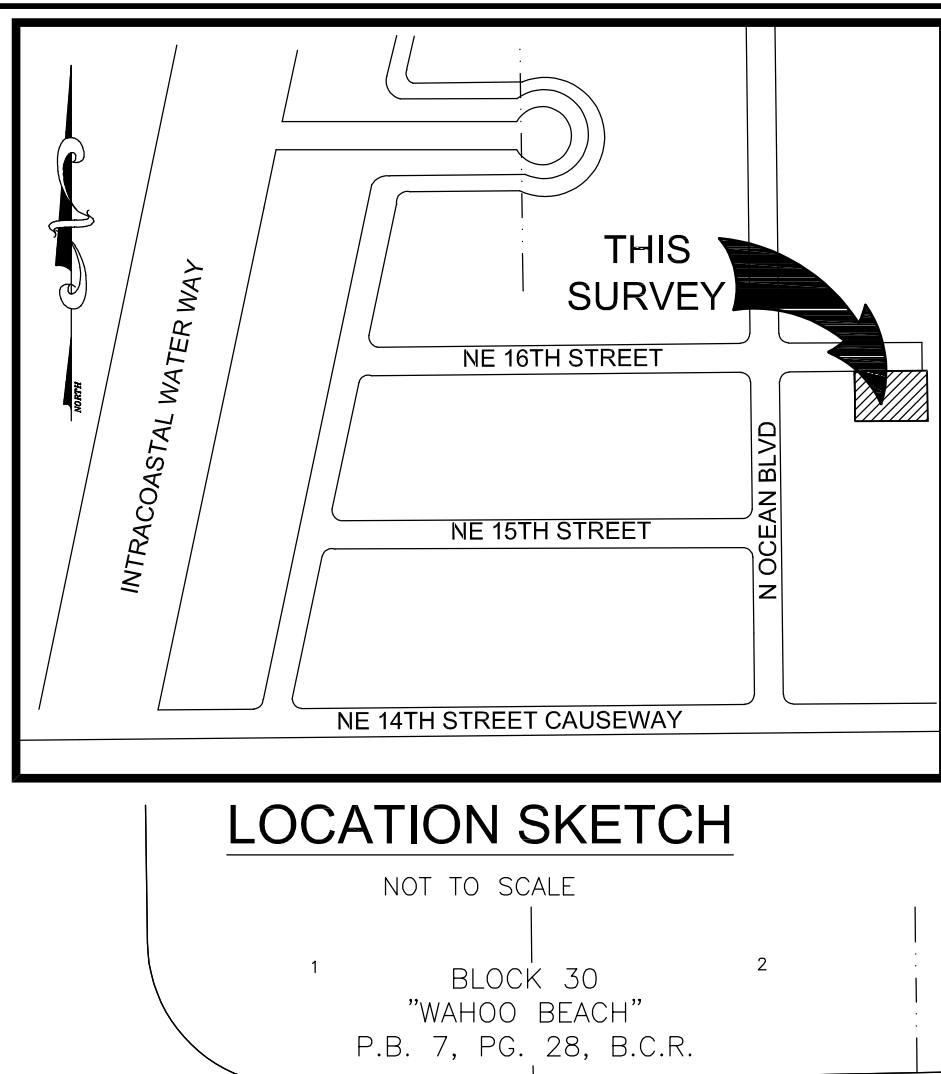 THIS
SURVEY
NE 16TH STREET
INTRACOASTAL WATER WAY
NORTH
N OCEAN BLVD
NE 15TH STREET
NE 14TH STREET CAUSEWAY
LOCATION SKETCH
NOT TO SCALE
1
2
BLOCK 30
"WAHOO BEACH"
P.B. 7, PG. 28, B.C.R.